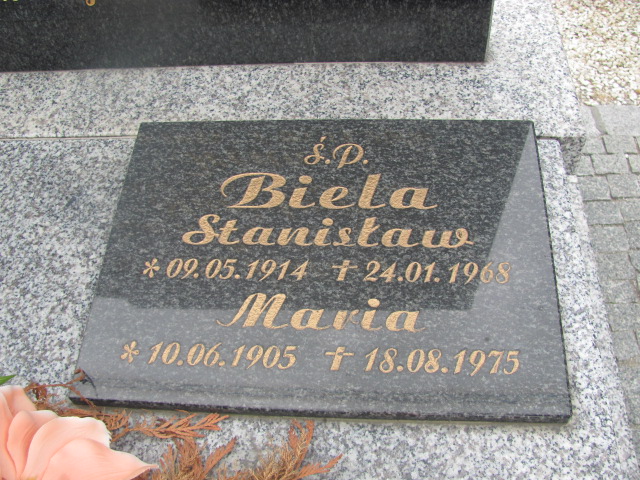 Ś.P.
Biela
Stanisław
* 09.05.1914 ✝ 24.01.1968
Maria
* 10.06.1905 ✝ 18.08.1975